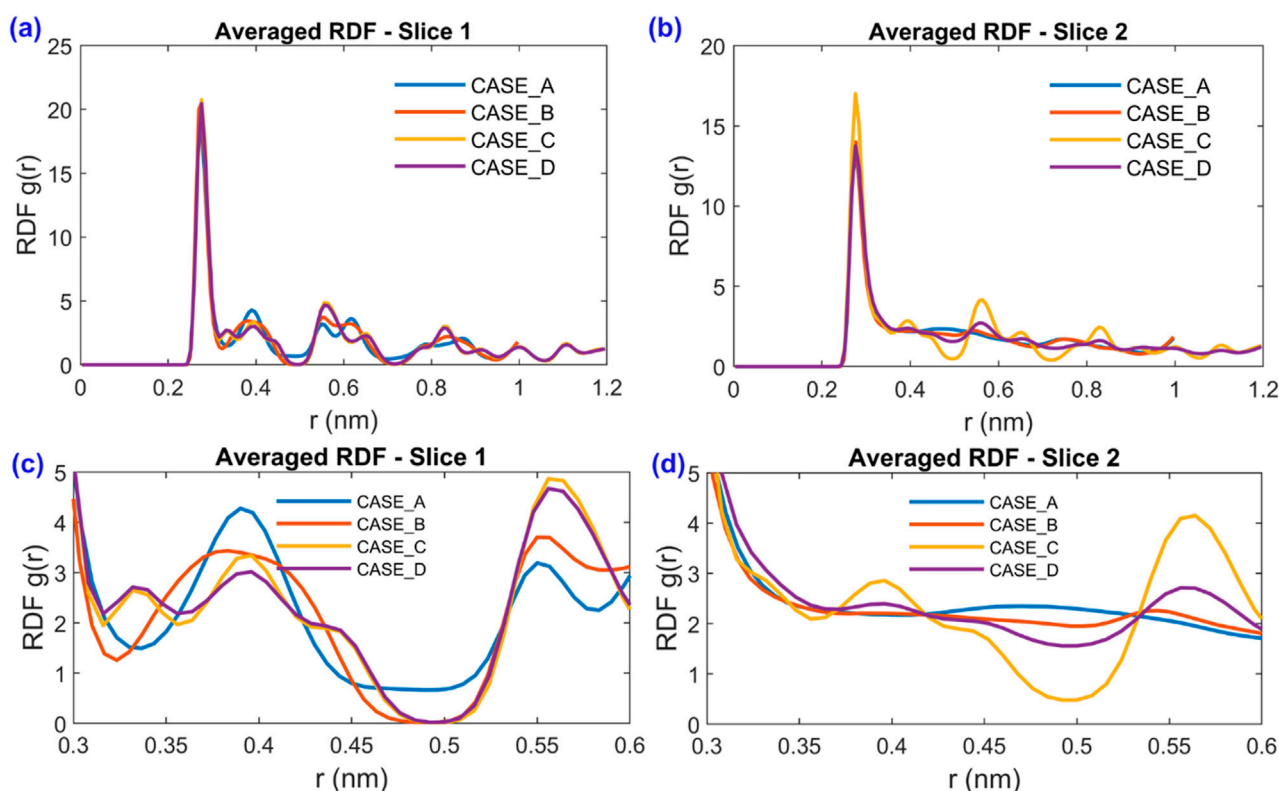 (a)
Averaged RDF - Slice 1
25
20
15
10
5
0
RDF g(r)
CASE_A
CASE_B
CASE_C
CASE_D
0 0.2 0.4 0.6 0.8 1 1.2
r (nm)
(b)
Averaged RDF - Slice 2
20
15
10
5
0
RDF g(r)
CASE_A
CASE_B
CASE_C
CASE_D
0 0.2 0.4 0.6 0.8 1 1.2
r (nm)
(c)
Averaged RDF - Slice 1
5
4
3
2
1
0
RDF g(r)
CASE_A
CASE_B
CASE_C
CASE_D
0.3 0.35 0.4 0.45 0.5 0.55 0.6
r (nm)
(d)
Averaged RDF - Slice 2
5
4
3
2
1
0
RDF g(r)
CASE_A
CASE_B
CASE_C
CASE_D
0.3 0.35 0.4 0.45 0.5 0.55 0.6
r (nm)